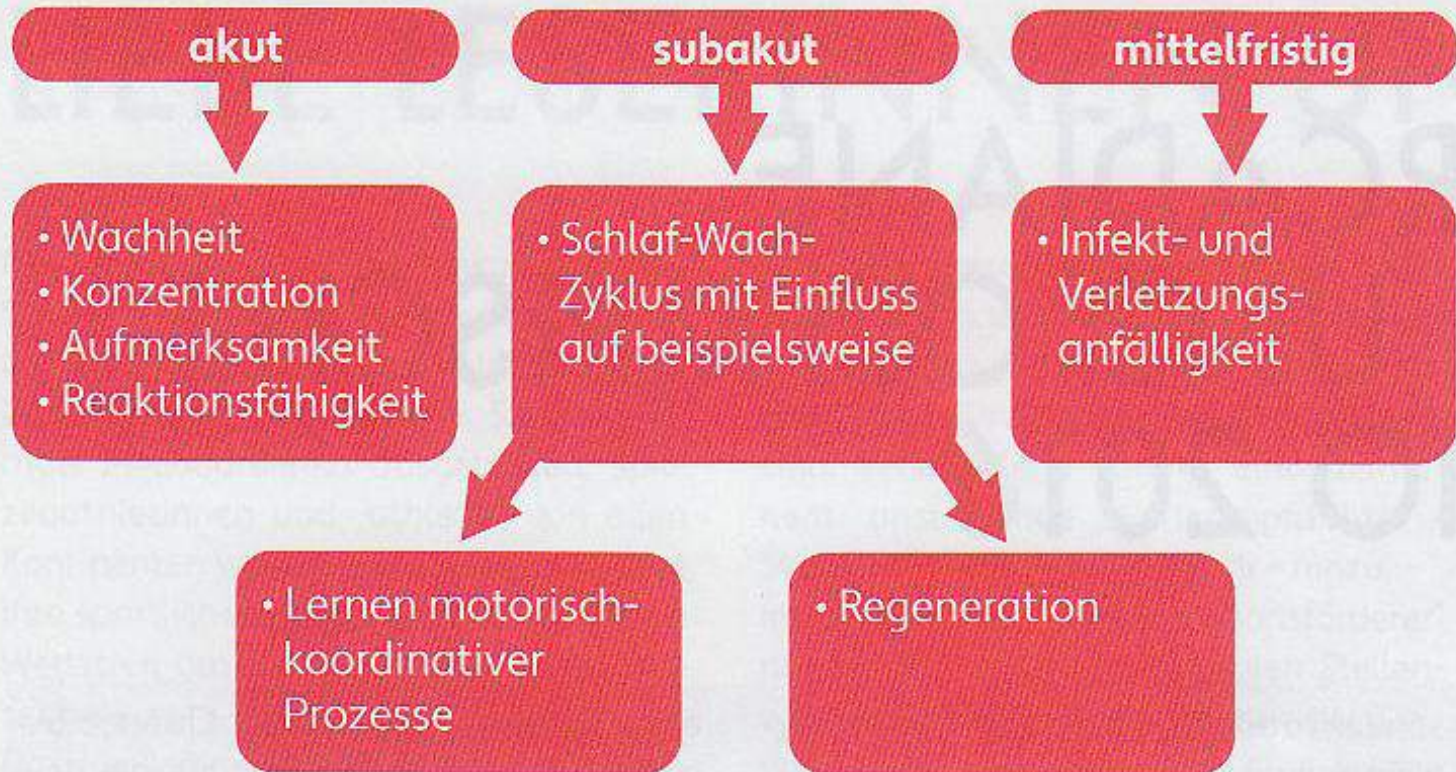 akut
subakut
mittelfristig
• Wachheit
• Konzentration
• Aufmerksamkeit
• Reaktionsfähigkeit
• Schlaf-Wach-
Zyklus mit Einfluss
auf beispielsweise
• Infekt- und
Verletzungs-
anfälligkeit
• Lernen motorisch-
koordinativer
Prozesse
• Regeneration